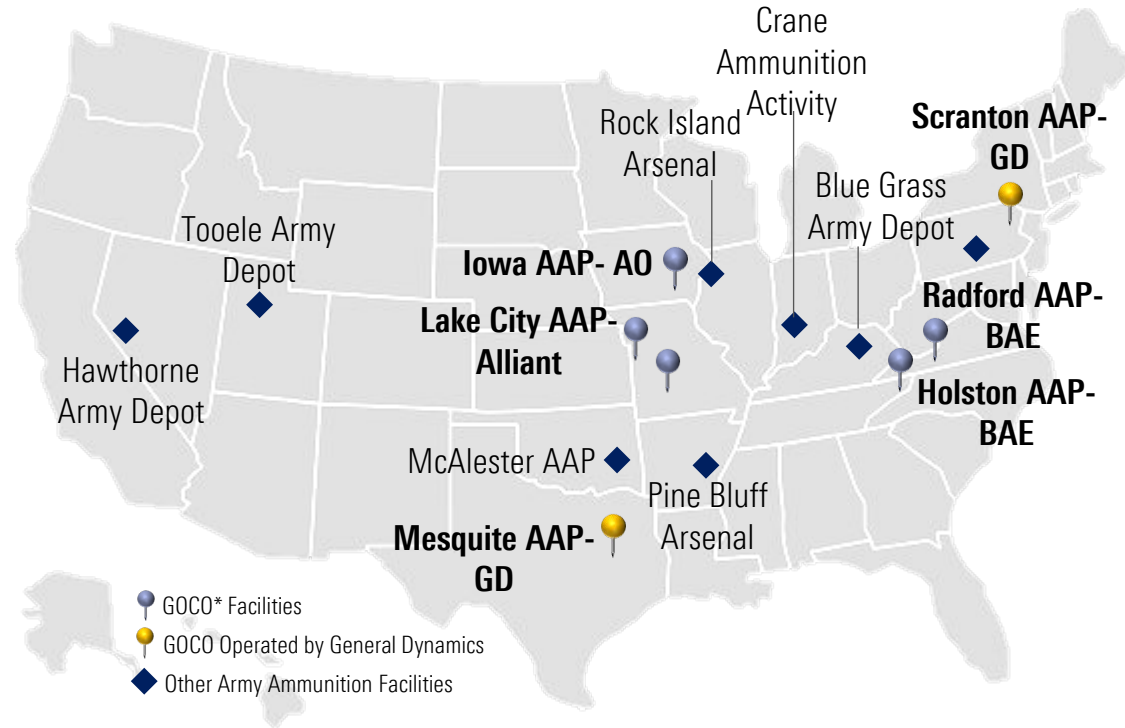 Crane
Ammunition
Activity
Scranton AAP-
GD
Rock Island
Arsenal
Blue Grass
Army Depot
Tooele Army
Depot
Iowa AAP- AO
Radford AAP-
BAE
Lake City AAP-
Alliant
Hawthorne
Army Depot
Holston AAP-
BAE
McAlester AAP
Pine Bluff
Arsenal
Mesquite AAP-
GD
GOCO* Facilities
GOCO Operated by General Dynamics
Other Army Ammunition Facilities